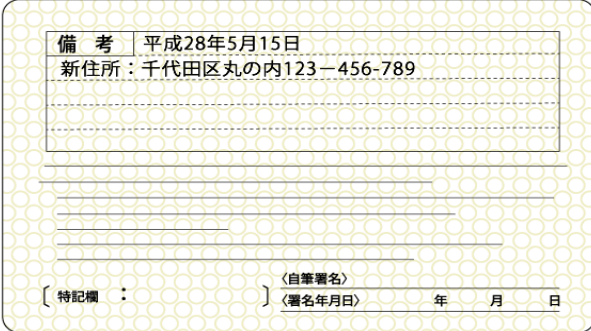 備 考 平成28年5月15日
新住所：千代田区丸の内123－456-789
〈自筆署名〉
〔 特記欄 ： 〕 〈署名年月日〉 年 月 日